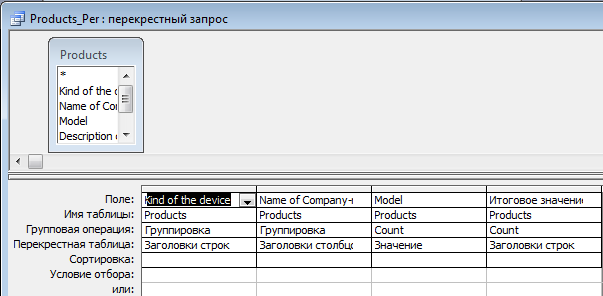 Products_Per : перекрестный запрос
Products
*
Kind of the d
Name of Com
Model
Description o
Поле: Kind of the device Name of Company-н Model Итоговое значение
Имя таблицы: Products Products Products Products
Групповая операция: Группировка Группировка Count Count
Перекрестная таблица: Заголовки строк Заголовки столбц Значение Заголовки строк
Сортировка:
Условие отбора:
или: